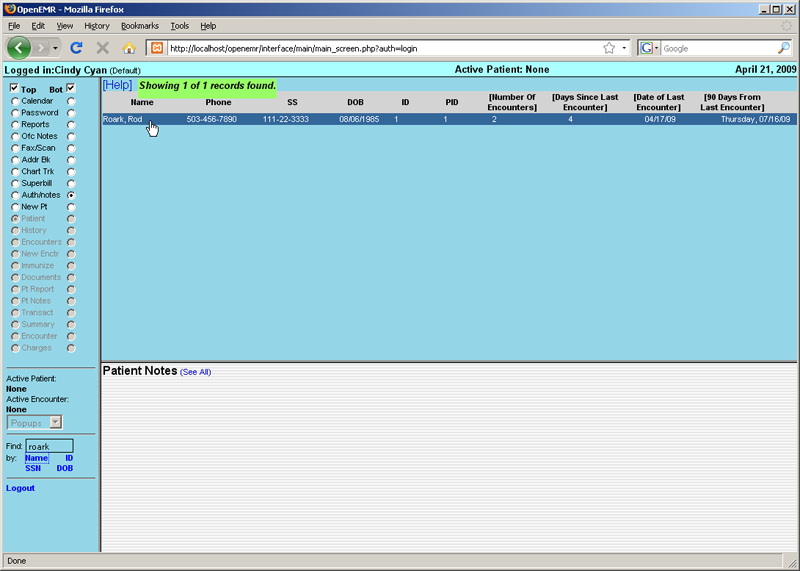 OpenEMR - Mozilla Firefox
File Edit View History Bookmarks Tools Help
http://localhost/openemr/interface/main/main_screen.php?auth=login
Google
Logged in:Cindy Cyan (Default)
Active Patient: None
April 21, 2009
[Help] Showing 1 of 1 records found.
Name Phone SS DOB ID PID [Number Of Encounters] [Days Since Last Encounter] [Date of Last Encounter] [90 Days From Last Encounter]
Roark, Rod 503-456-7890 111-22-3333 08/06/1985 1 1 2 4 04/17/09 Thursday, 07/16/09
Top Bot
Calendar
Password
Reports
Ofc Notes
Fax/Scan
Addr Bk
Chart Trk
Superbill
Auth/notes
New Pt
Patient
History
Encounters
New Enctr
Immunize
Documents
Pt Report
Pt Notes
Transact
Summary
Encounter
Charges
Active Patient:
None
Active Encounter:
None
Popups
Find: roark
by: Name ID
SSN DOB
Logout
Patient Notes (See All)
Done